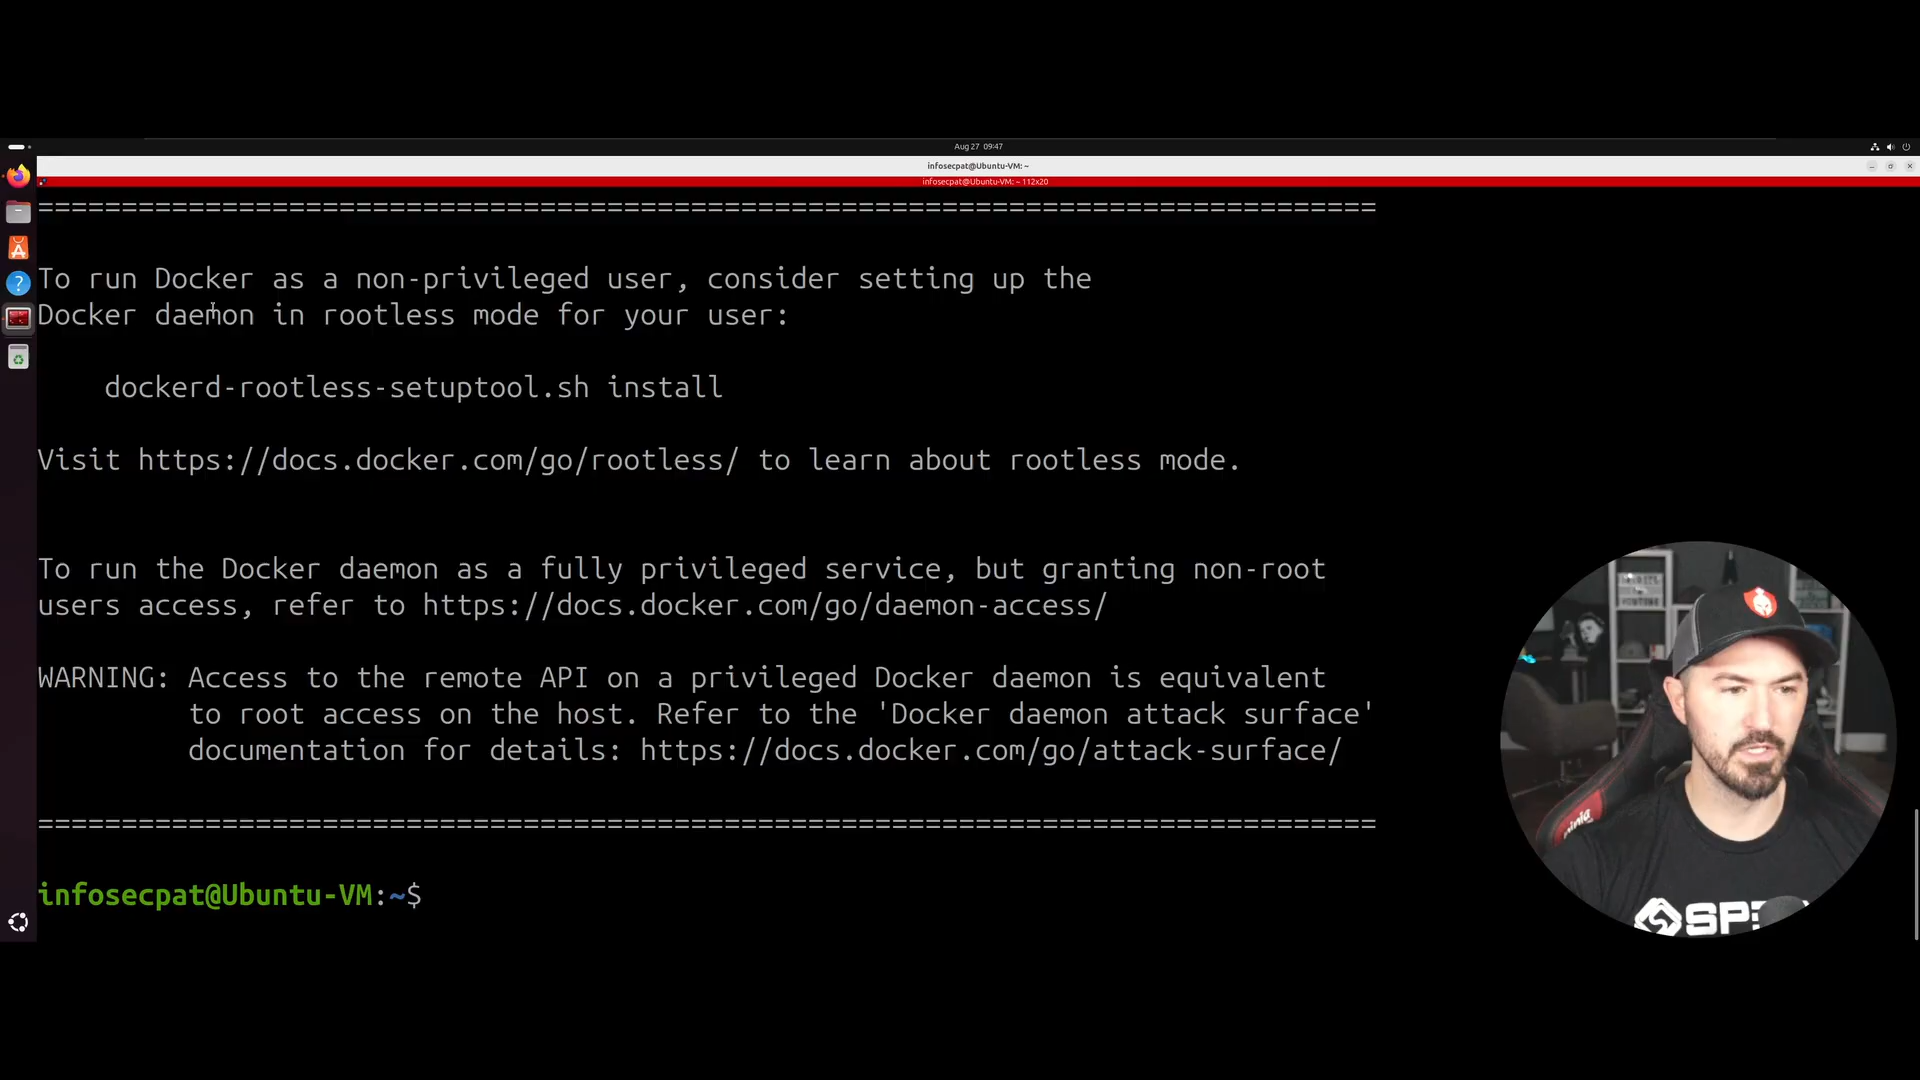 Aug 27 09:47
infosecpat@Ubuntu-VM: ~
infosecpat@Ubuntu-VM: ~ 112x20
================================================================================
To run Docker as a non-privileged user, consider setting up the
Docker daemon in rootless mode for your user:
dockerd-rootless-setuptool.sh install
Visit https://docs.docker.com/go/rootless/ to learn about rootless mode.
To run the Docker daemon as a fully privileged service, but granting non-root
users access, refer to https://docs.docker.com/go/daemon-access/
WARNING: Access to the remote API on a privileged Docker daemon is equivalent
to root access on the host. Refer to the 'Docker daemon attack surface'
documentation for details: https://docs.docker.com/go/attack-surface/
================================================================================
infosecpat@Ubuntu-VM:~$